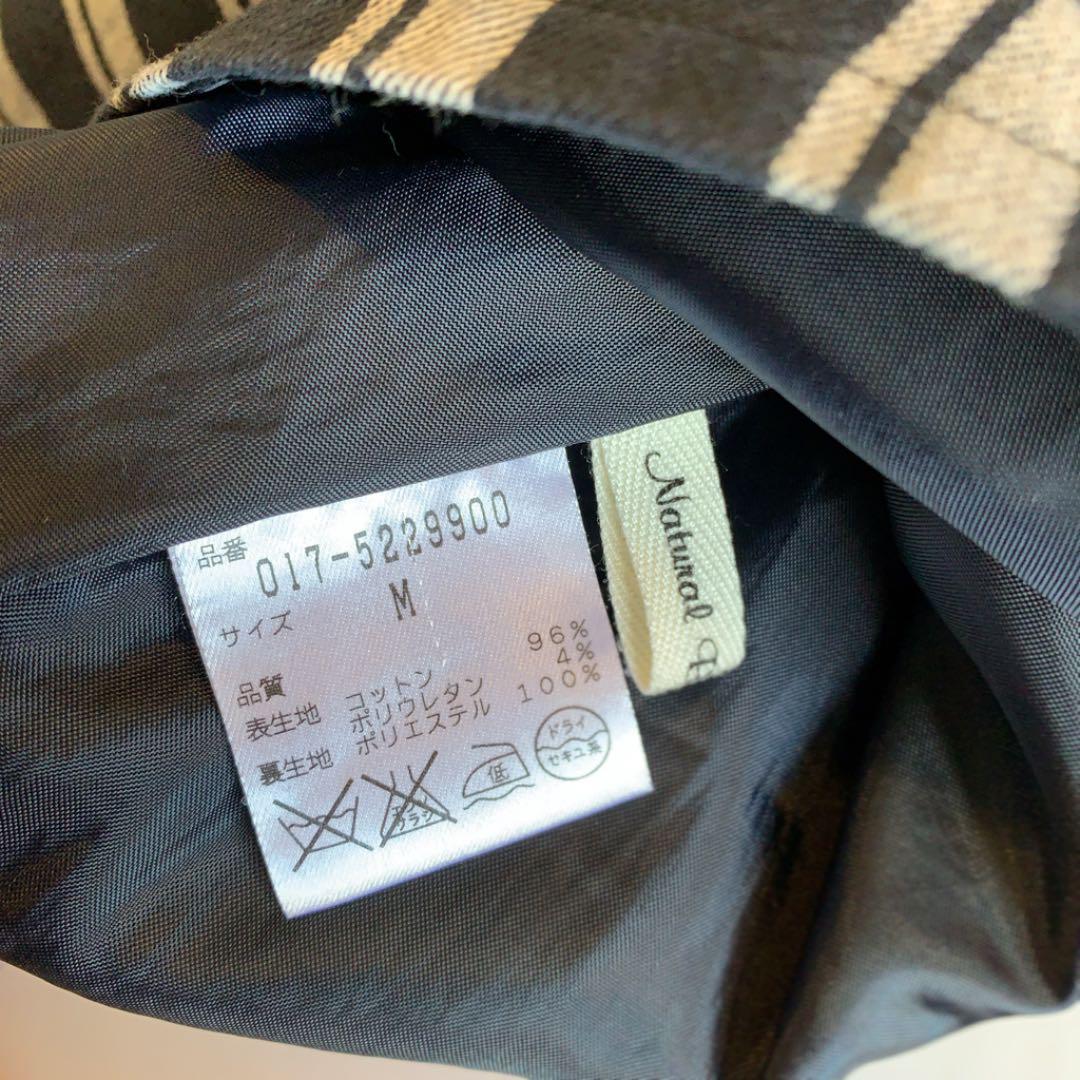 品番 017-5229900
サイズ M
品質
表生地 コットン 96%
ポリウレタン 4%
裏生地 ポリエステル 100%
低
ドライ
セキユ系
Natural